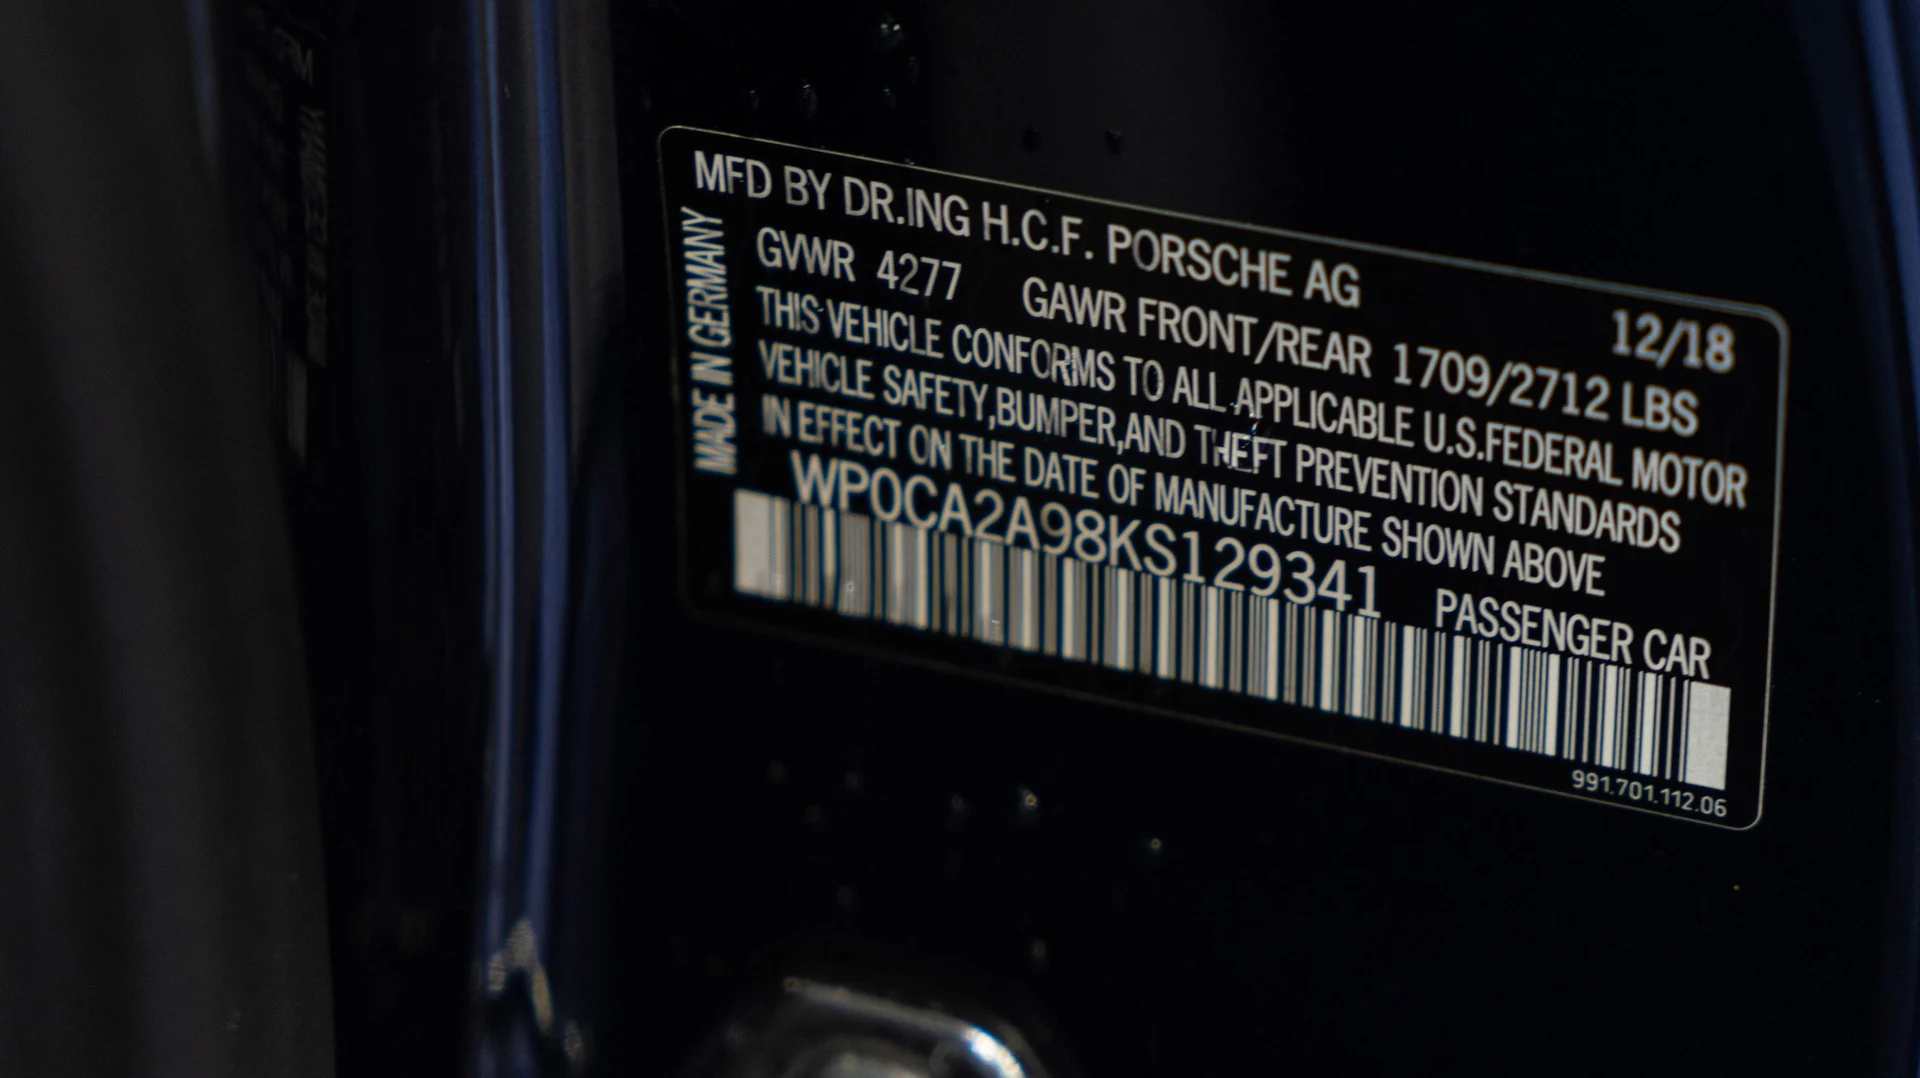 MFD BY DR.ING H.C.F. PORSCHE AG
12/18
MADE IN GERMANY
GVWR 4277 GAWR FRONT/REAR 1709/2712 LBS
THIS VEHICLE CONFORMS TO ALL APPLICABLE U.S.FEDERAL MOTOR
VEHICLE SAFETY,BUMPER,AND THEFT PREVENTION STANDARDS
IN EFFECT ON THE DATE OF MANUFACTURE SHOWN ABOVE
WP0CA2A98KS129341
PASSENGER CAR
991.701.112.06